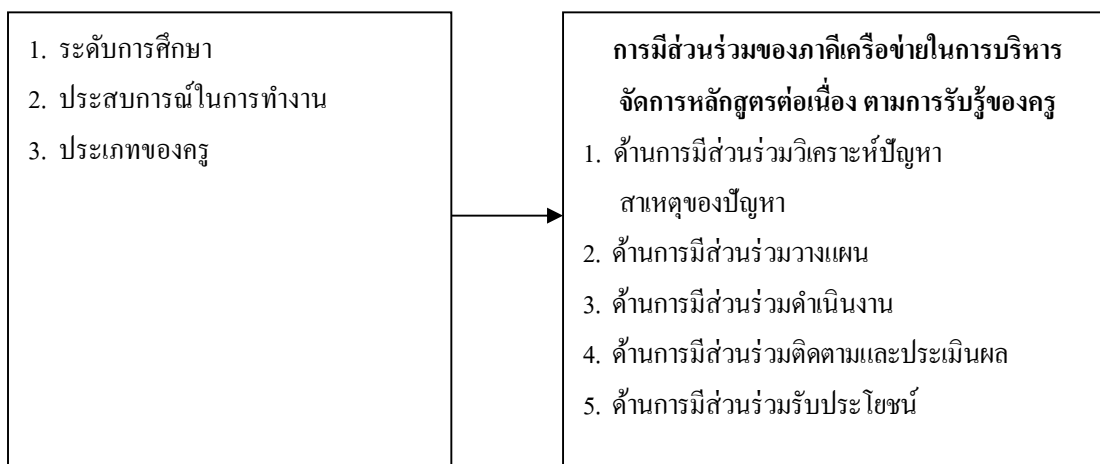 1. ระดับการศึกษา
2. ประสบการณ์ในการทำงาน
3. ประเภทของครู
การมีส่วนร่วมของภาคีเครือข่ายในการบริหาร
จัดการหลักสูตรต่อเนื่อง ตามการรับรู้ของครู
1. ด้านการมีส่วนร่วมวิเคราะห์ปัญหา
สาเหตุของปัญหา
2. ด้านการมีส่วนร่วมวางแผน
3. ด้านการมีส่วนร่วมดำเนินงาน
4. ด้านการมีส่วนร่วมติดตามและประเมินผล
5. ด้านการมีส่วนร่วมรับประโยชน์